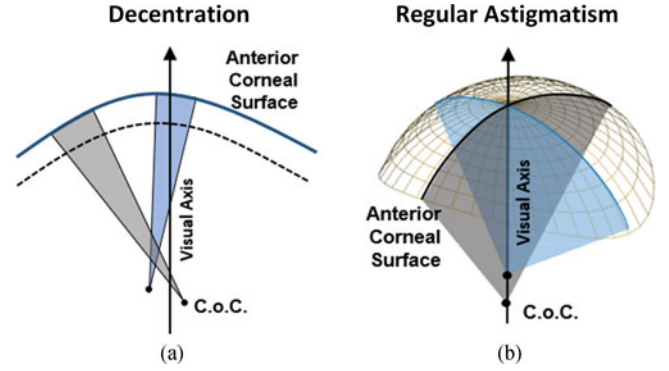 Decentration
Anterior
Corneal
Surface
Visual Axis
C.o.C.
(a)
Regular Astigmatism
Visual Axis
Anterior
Corneal
Surface
C.o.C.
(b)